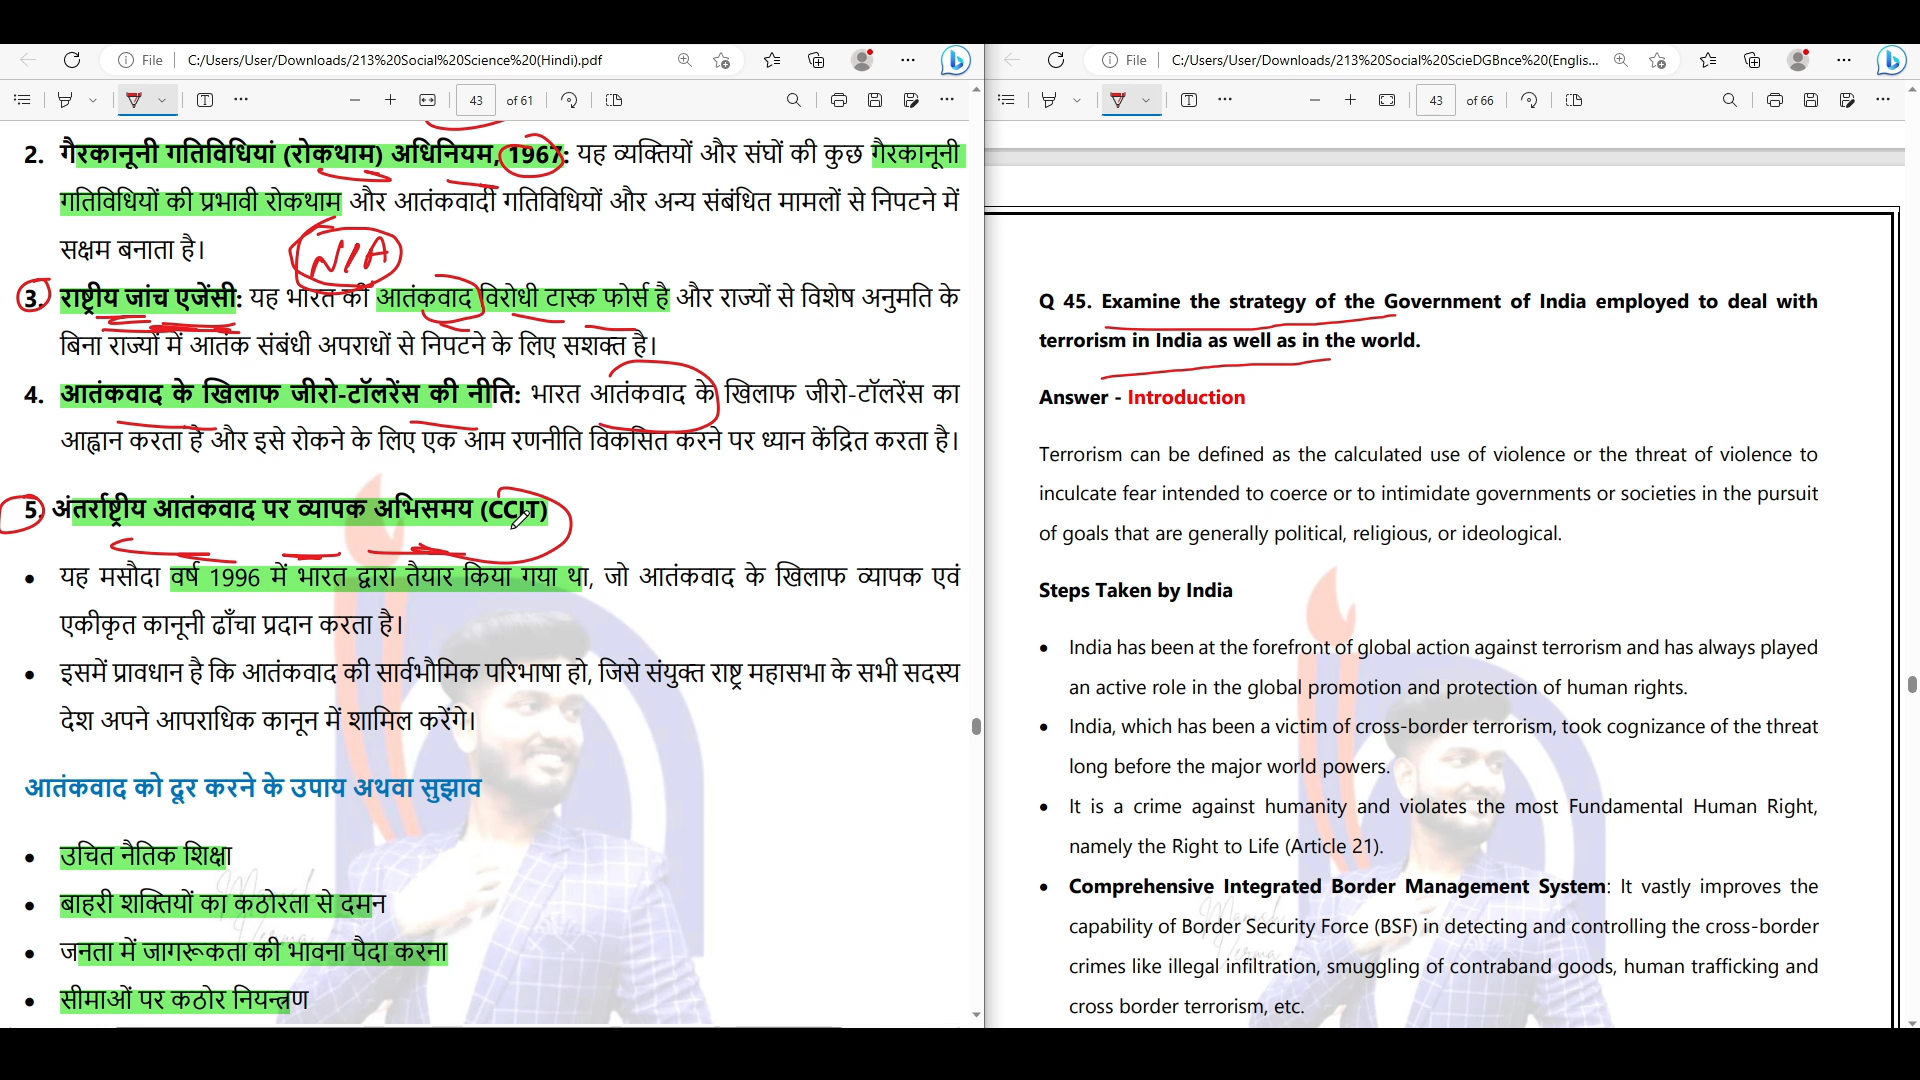 File
C:/Users/User/Downloads/213%20Social%20Science%20(Hindi).pdf
43 of 61
2. गैरकानूनी गतिविधियां (रोकथाम) अधिनियम, 1967: यह व्यक्तियों और संघों की कुछ गैरकानूनी
गतिविधियों की प्रभावी रोकथाम और आतंकवादी गतिविधियों और अन्य संबंधित मामलों से निपटने में
सक्षम बनाता है।
NIA
3. राष्ट्रीय जांच एजेंसी: यह भारत की आतंकवाद विरोधी टास्क फोर्स है और राज्यों से विशेष अनुमति के
बिना राज्यों में आतंक संबंधी अपराधों से निपटने के लिए सशक्त है।
4. आतंकवाद के खिलाफ जीरो-टॉलरेंस की नीति: भारत आतंकवाद के खिलाफ जीरो-टॉलरेंस का
आह्वान करता है और इसे रोकने के लिए एक आम रणनीति विकसित करने पर ध्यान केंद्रित करता है।
5. अंतर्राष्ट्रीय आतंकवाद पर व्यापक अभिसमय (CCIT)
• यह मसौदा वर्ष 1996 में भारत द्वारा तैयार किया गया था, जो आतंकवाद के खिलाफ व्यापक एवं
एकीकृत कानूनी ढाँचा प्रदान करता है।
• इसमें प्रावधान है कि आतंकवाद की सार्वभौमिक परिभाषा हो, जिसे संयुक्त राष्ट्र महासभा के सभी सदस्य
देश अपने आपराधिक कानून में शामिल करेंगे।
आतंकवाद को दूर करने के उपाय अथवा सुझाव
• उचित नैतिक शिक्षा
• बाहरी शक्तियों का कठोरता से दमन
• जनता में जागरूकता की भावना पैदा करना
• सीमाओं पर कठोर नियन्त्रण
Manish Verma
File
C:/Users/User/Downloads/213%20Social%20ScieDGBnce%20(Englis...
43 of 66
Q 45. Examine the strategy of the Government of India employed to deal with
terrorism in India as well as in the world.
Answer - Introduction
Terrorism can be defined as the calculated use of violence or the threat of violence to
inculcate fear intended to coerce or to intimidate governments or societies in the pursuit
of goals that are generally political, religious, or ideological.
Steps Taken by India
• India has been at the forefront of global action against terrorism and has always played
an active role in the global promotion and protection of human rights.
• India, which has been a victim of cross-border terrorism, took cognizance of the threat
long before the major world powers.
• It is a crime against humanity and violates the most Fundamental Human Right,
namely the Right to Life (Article 21).
• Comprehensive Integrated Border Management System: It vastly improves the
capability of Border Security Force (BSF) in detecting and controlling the cross-border
crimes like illegal infiltration, smuggling of contraband goods, human trafficking and
cross border terrorism, etc.
Manish Verma